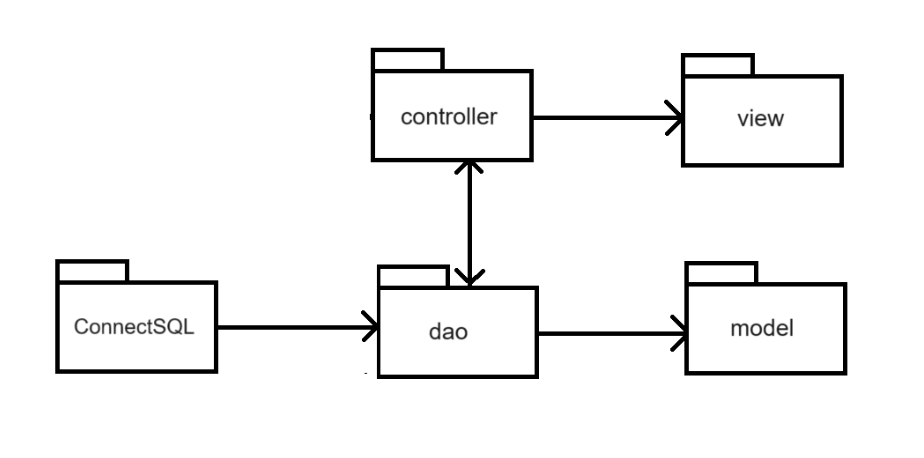 controller
view
ConnectSQL
dao
model